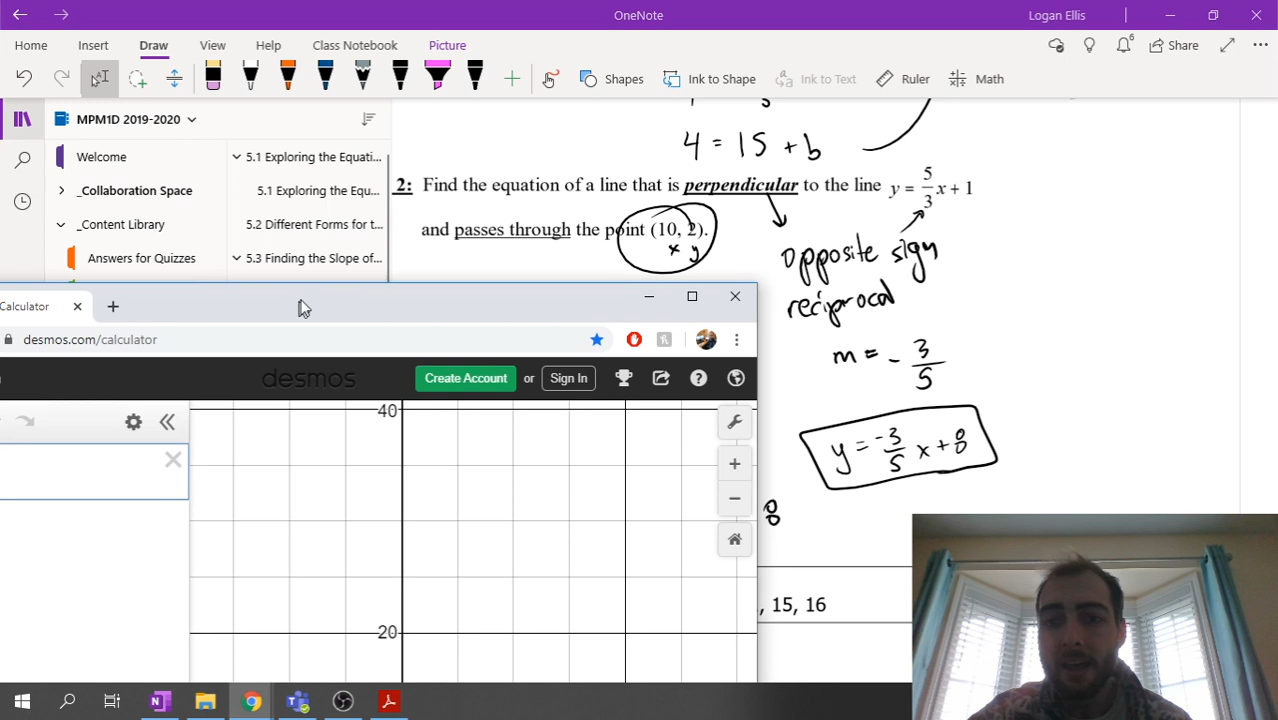 OneNote
Logan Ellis
Home Insert Draw View Help Class Notebook Picture
Share
Shapes Ink to Shape Ink to Text Ruler Math
MPM1D 2019-2020
Welcome
_Collaboration Space
_Content Library
Answers for Quizzes
5.1 Exploring the Equati...
5.1 Exploring the Equ...
5.2 Different Forms for t...
5.3 Finding the Slope of...
4 = 15 + b
2: Find the equation of a line that is perpendicular to the line y = 5/3 x + 1
and passes through the point (10, 2).
x y
opposite sign
reciprocal
m = - 3/5
y = -3/5 x + 8
8
, 15, 16
Calculator
desmos.com/calculator
desmos
Create Account or Sign In
40
20